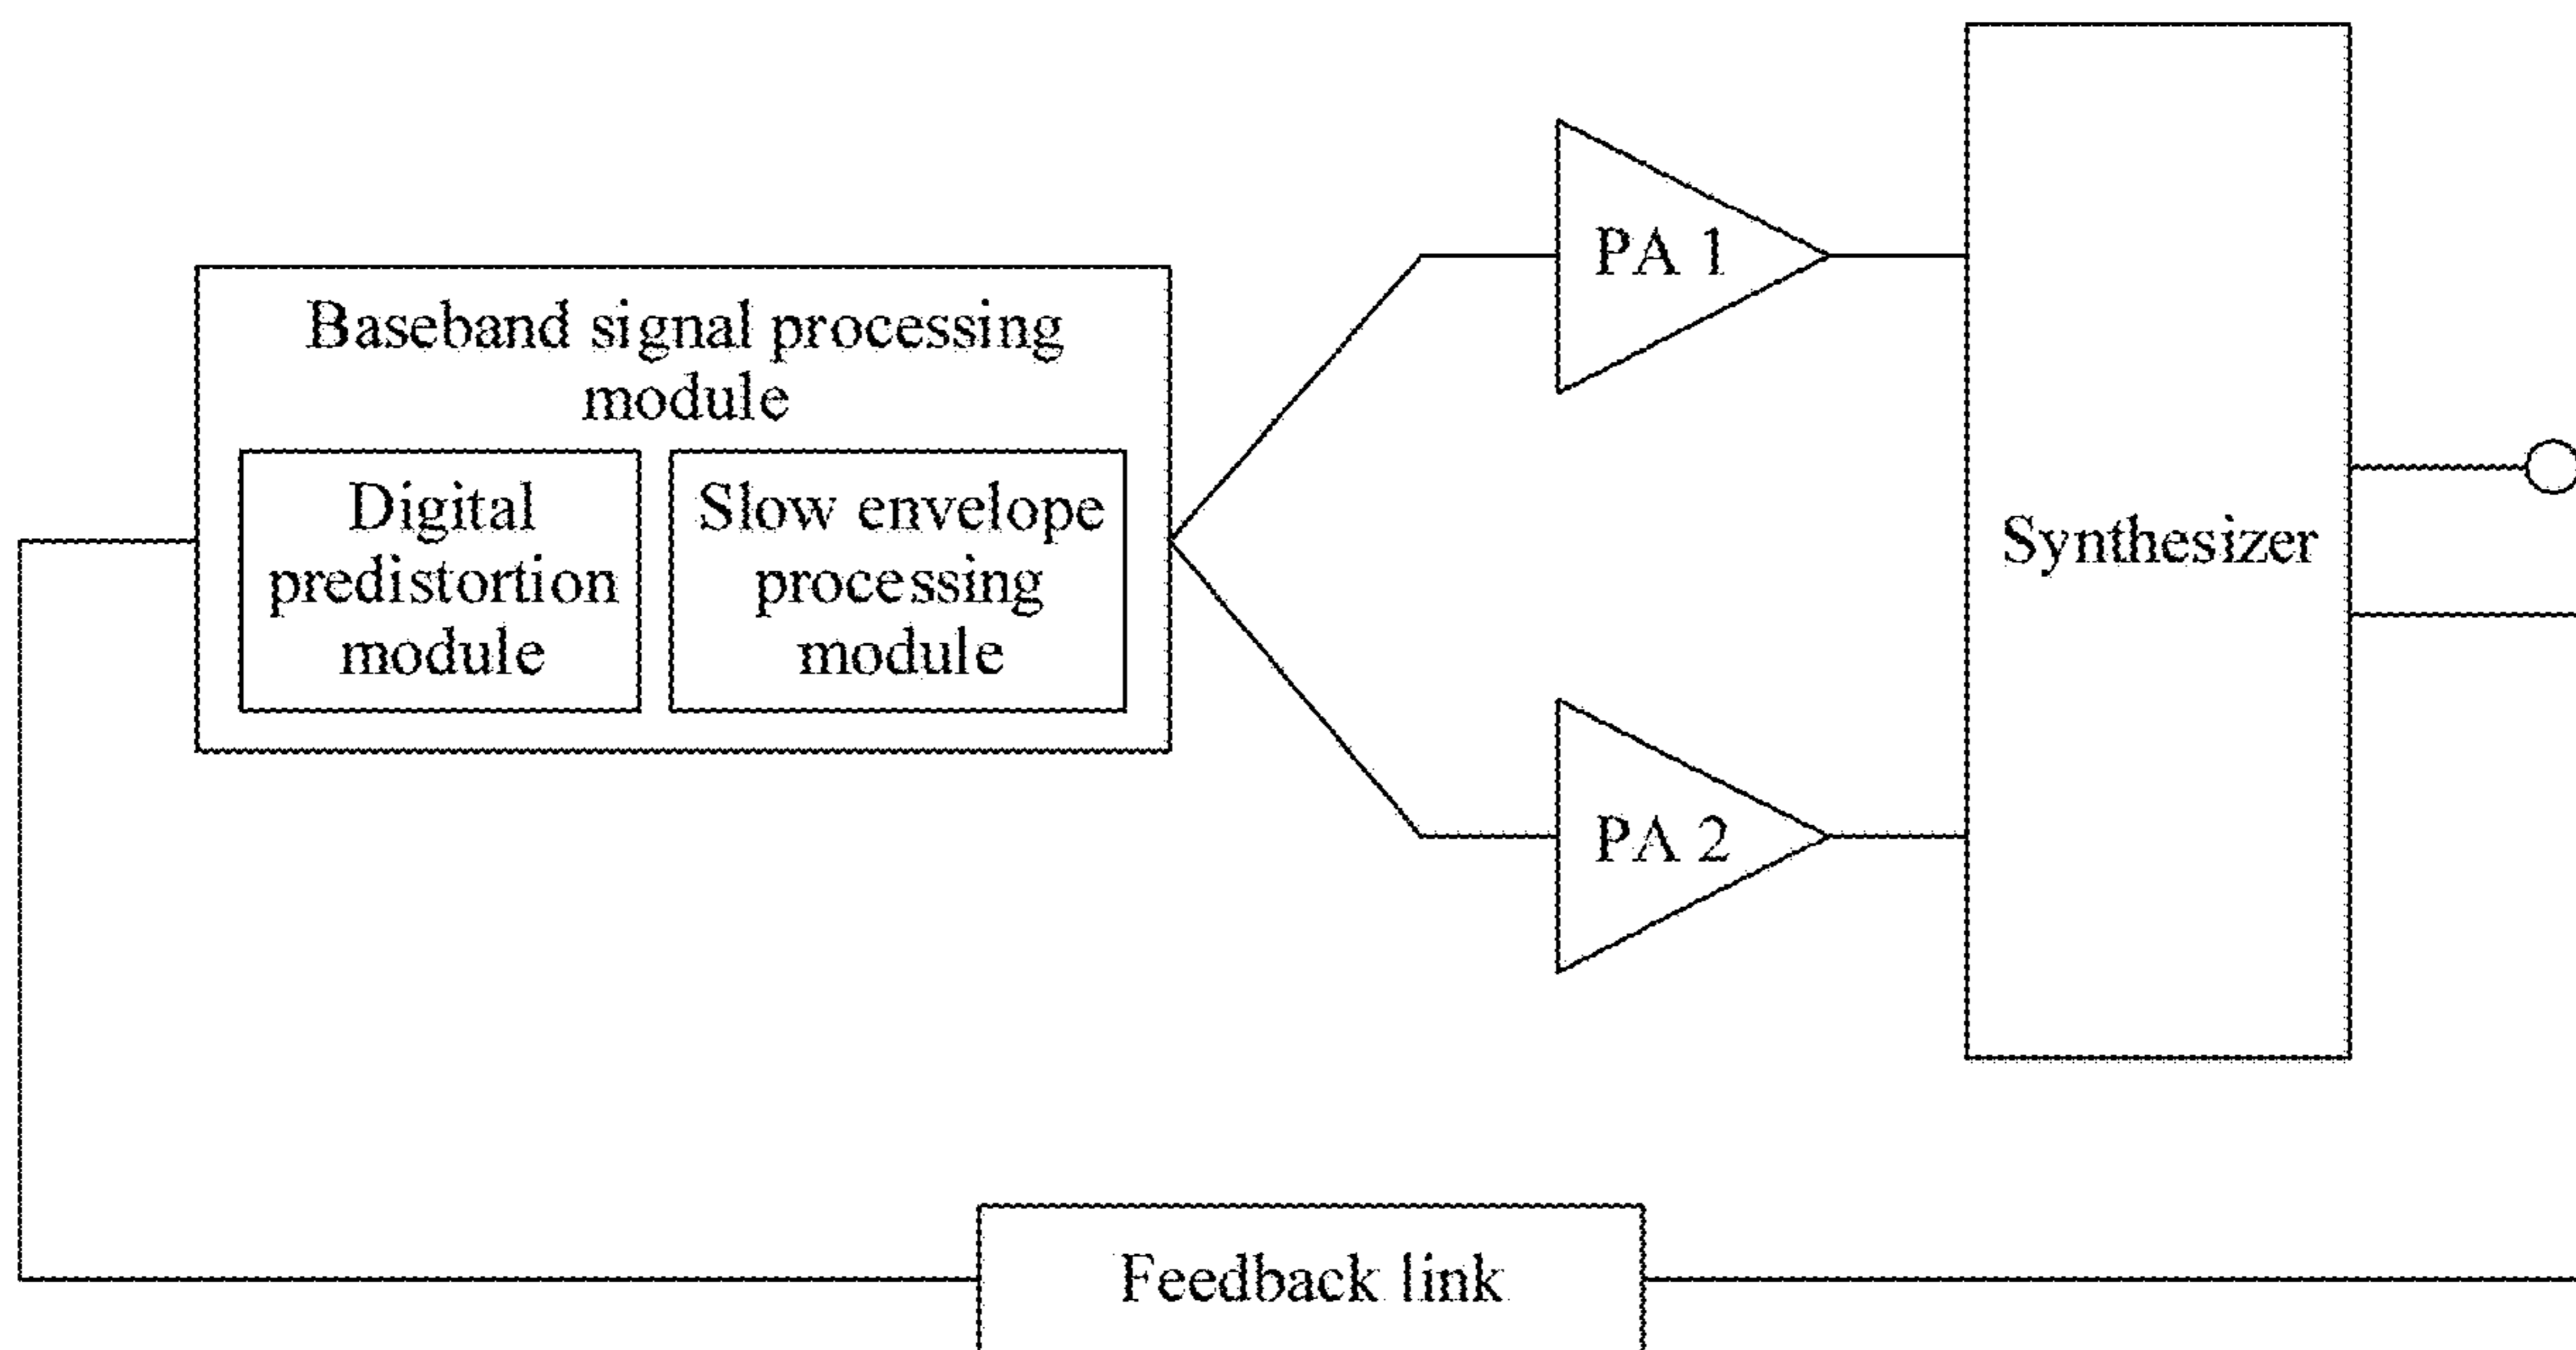 Baseband signal processing
module
Digital
predistortion
module
Slow envelope
processing
module
PA 1
PA 2
Synthesizer
Feedback link